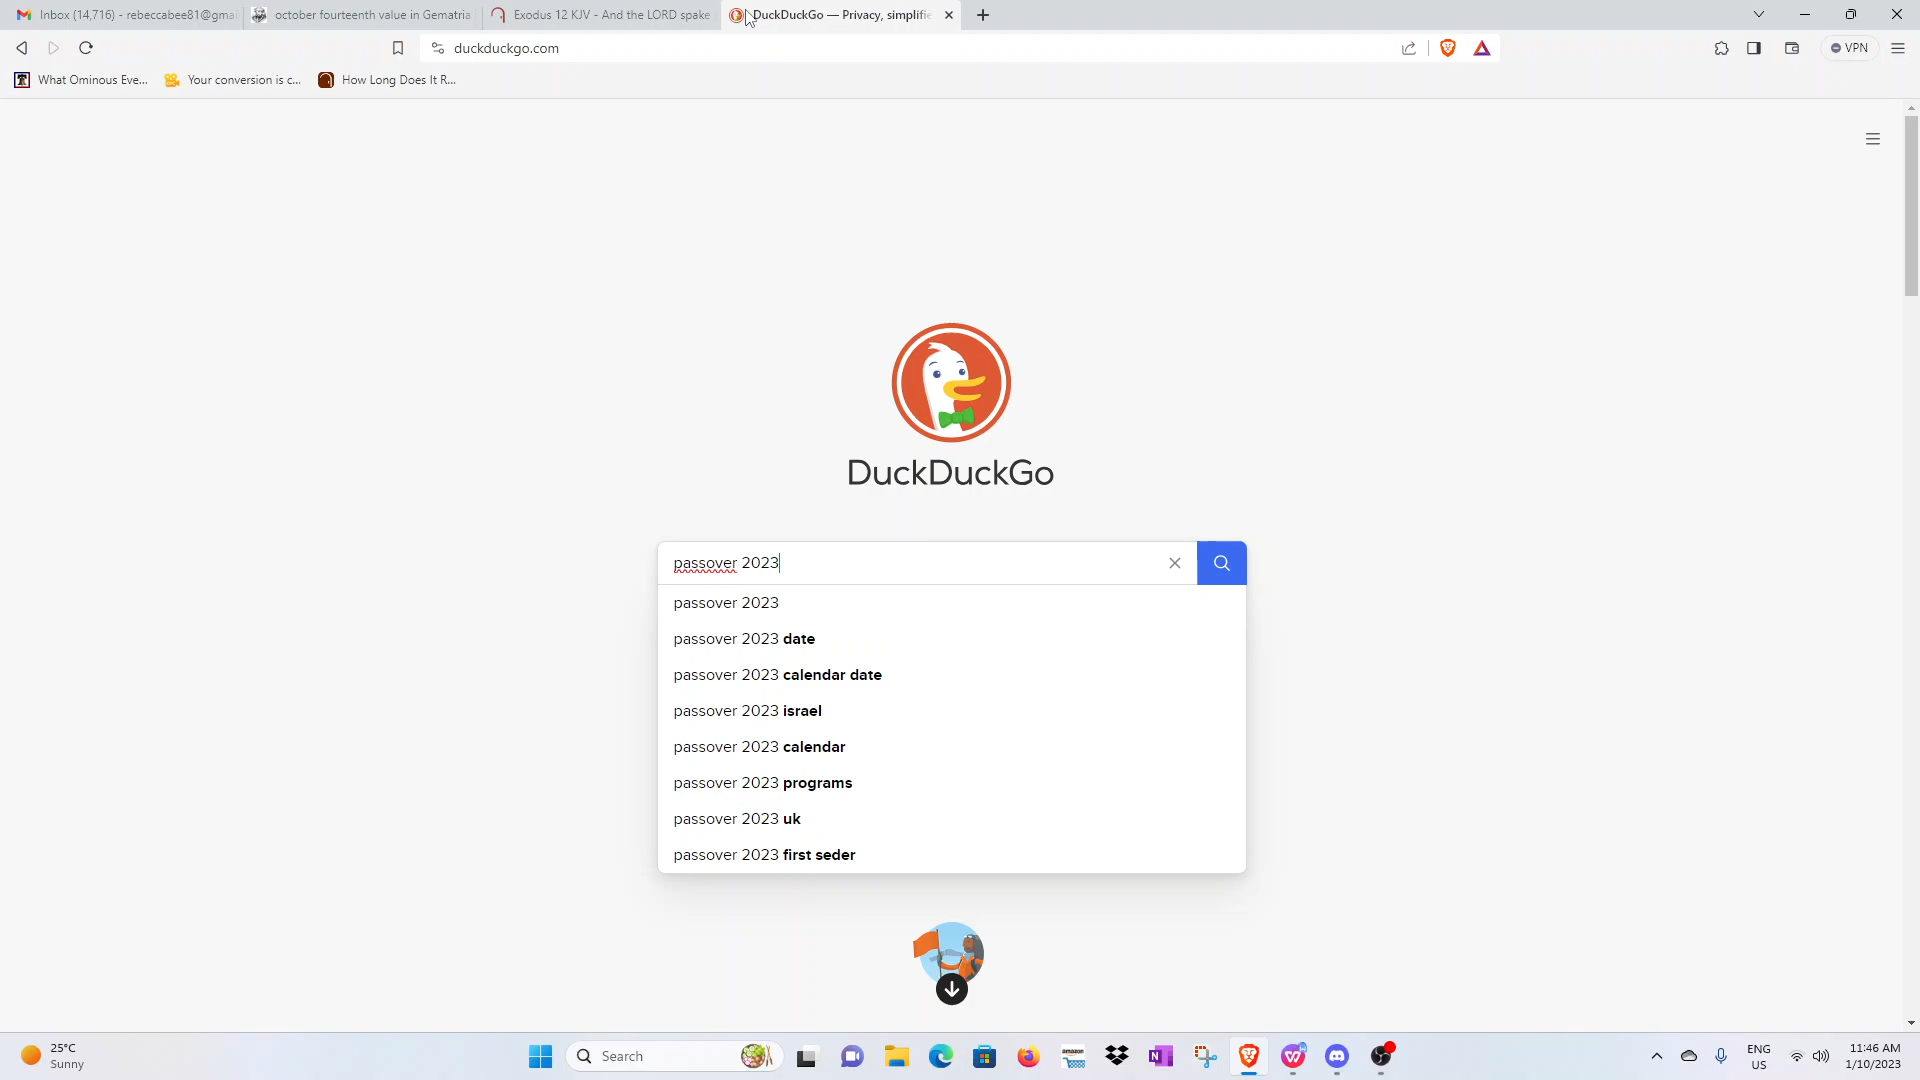 Inbox (14,716) - rebeccabee81@gmai
october fourteenth value in Gematria
Exodus 12 KJV - And the LORD spake
DuckDuckGo — Privacy, simplifie
duckduckgo.com
VPN
What Ominous Eve...
Your conversion is c...
How Long Does It R...
DuckDuckGo
passover 2023
passover 2023
passover 2023 date
passover 2023 calendar date
passover 2023 israel
passover 2023 calendar
passover 2023 programs
passover 2023 uk
passover 2023 first seder
25°C
Sunny
Search
amazon
ENG
US
11:46 AM
1/10/2023